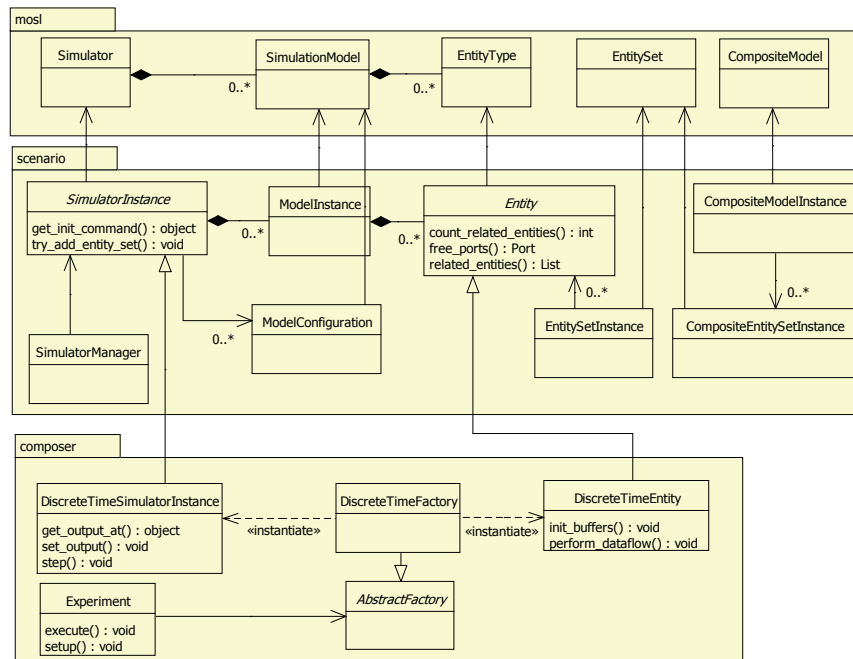 mosl
Simulator
SimulationModel
EntityType
EntitySet
CompositeModel
0..*
0..*
scenario
SimulatorInstance
get_init_command() : object
try_add_entity_set() : void
ModelInstance
Entity
count_related_entities() : int
free_ports() : Port
related_entities() : List
CompositeModelInstance
0..*
0..*
0..*
0..*
SimulatorManager
0..*
ModelConfiguration
EntitySetInstance
CompositeEntitySetInstance
composer
DiscreteTimeSimulatorInstance
get_output_at() : object
set_output() : void
step() : void
«instantiate»
DiscreteTimeFactory
«instantiate»
DiscreteTimeEntity
init_buffers() : void
perform_dataflow() : void
Experiment
execute() : void
setup() : void
AbstractFactory